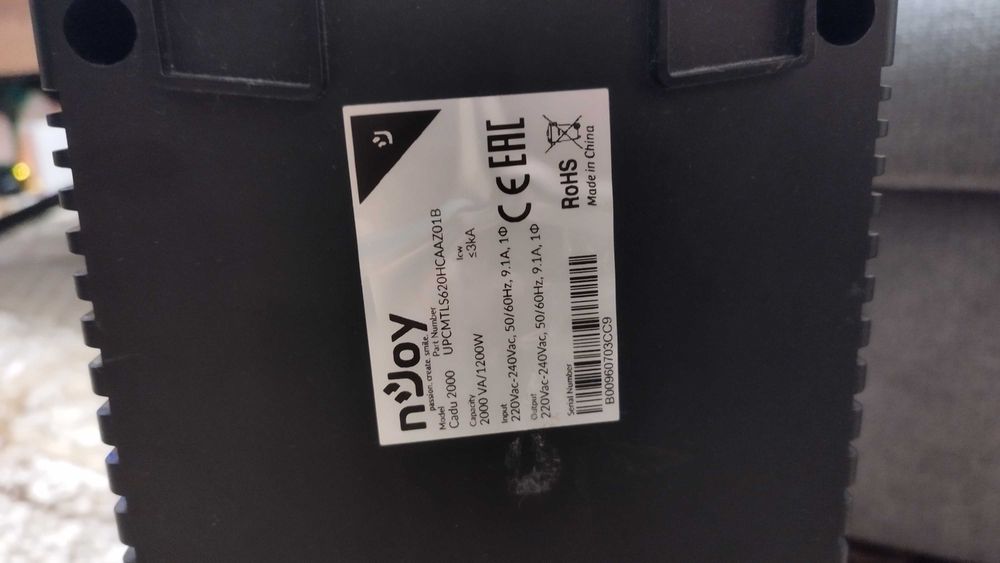 nJoy
passion. create. smile.
Model
Part Number
Cadu 2000
UPCMTLS620HCAAZ01B
Capacity
Icw
2000 VA/1200W
≤3kA
Input
220Vac-240Vac, 50/60Hz, 9.1A, 1Φ
Output
220Vac-240Vac, 50/60Hz, 9.1A, 1Φ
CE EAC
Serial Number
B00960703CC9
RoHS
Made in China